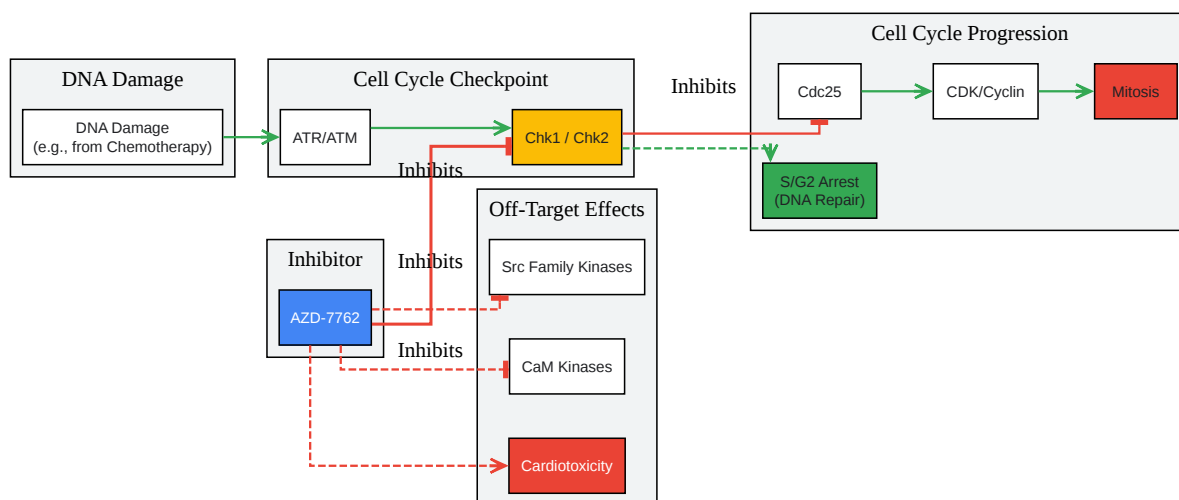 Cell Cycle Progression
DNA Damage
Cell Cycle Checkpoint
Inhibits
Cdc25
CDK/Cyclin
Mitosis
DNA Damage
(e.g., from Chemotherapy)
ATR/ATM
Chk1 / Chk2
Inhibits
S/G2 Arrest
(DNA Repair)
Off-Target Effects
Inhibitor
Inhibits
Src Family Kinases
AZD-7762
Inhibits
CaM Kinases
Cardiotoxicity